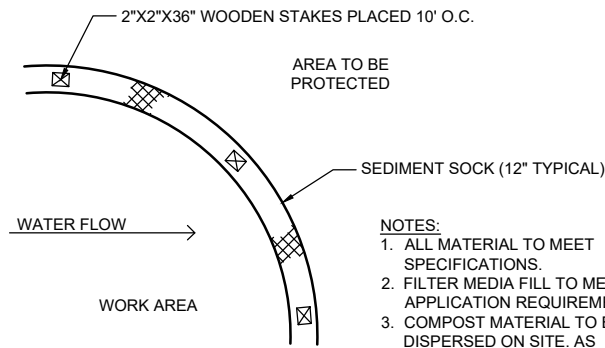 2"X2"X36" WOODEN STAKES PLACED 10' O.C.
AREA TO BE
PROTECTED
SEDIMENT SOCK (12" TYPICAL)
WATER FLOW
WORK AREA
NOTES:
1. ALL MATERIAL TO MEET
SPECIFICATIONS.
2. FILTER MEDIA FILL TO
APPLICATION
3. COMPOST MATERIAL TO
DISPERSED ON SITE, AS